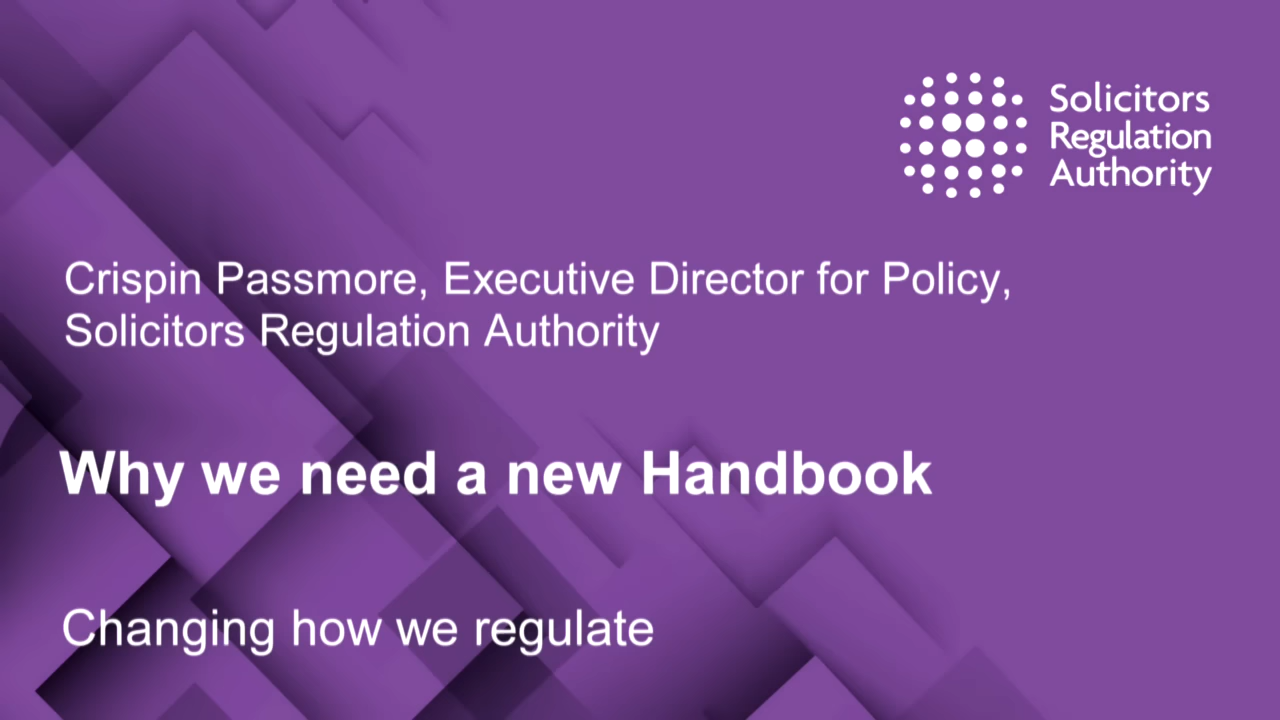 Solicitors
Regulation
Authority
Crispin Passmore, Executive Director for Policy,
Solicitors Regulation Authority
Why we need a new Handbook
Changing how we regulate